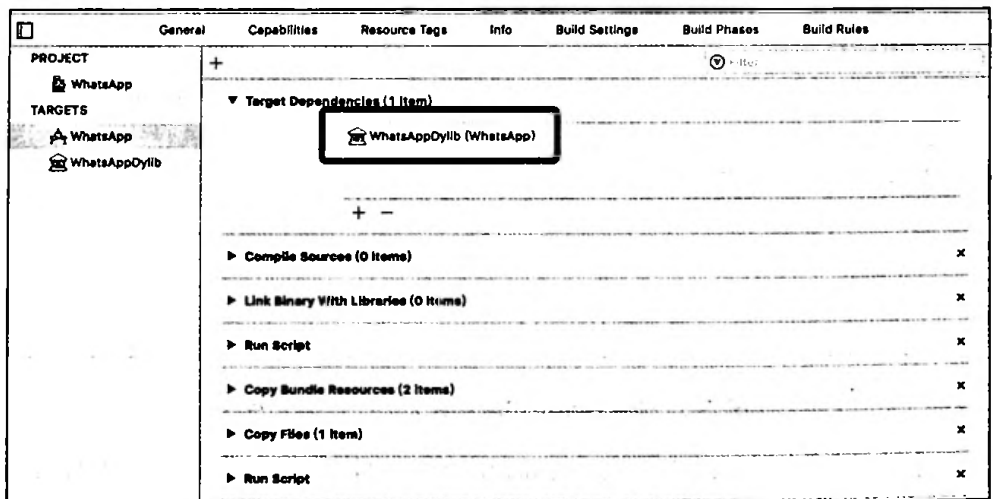 General Capabilities Resource Tags Info Build Settings Build Phases Build Rules
PROJECT
WhatsApp
TARGETS
WhatsApp
WhatsAppDylib
+
Filter
▼ Target Dependencies (1 item)
WhatsAppDylib (WhatsApp)
+ −
▶ Compile Sources (0 items) ×
▶ Link Binary With Libraries (0 items) ×
▶ Run Script ×
▶ Copy Bundle Resources (2 items) ×
▶ Copy Files (1 item) ×
▶ Run Script ×